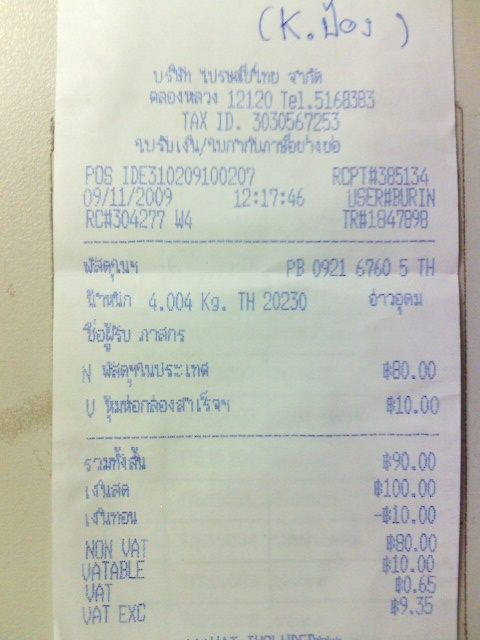 (K.ป๋อง)
บริษัท ไปรษณีย์ไทย จำกัด
คลองหลวง 12120 Tel.5168383
TAX ID. 3030567253
ใบรับเงิน/ใบกำกับภาษีอย่างย่อ
POS IDE310209100207 RCPT#385134
09/11/2009 12:17:46 USER#BURIN
RC#304277 W4 TR#1847898
พัสดุในฯ PB 0921 6760 5 TH
น้ำหนัก 4.004 Kg. TH 20230 อ่าวอุดม
ชื่อผู้รับ ภาสกร
N พัสดุฯในประเทศ ฿80.00
V หุ้มห่อกล่องสำเร็จฯ ฿10.00
รวมทั้งสิ้น ฿90.00
เงินสด ฿100.00
เงินทอน -฿10.00
NON VAT ฿80.00
VATABLE ฿10.00
VAT ฿0.65
VAT EXC ฿9.35
VAT INCLUDED